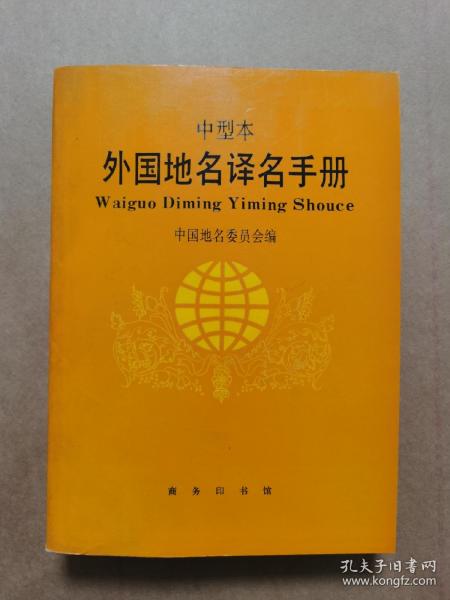 中型本
外国地名译名手册
Waiguo Diming Yiming Shouce
中国地名委员会编
商务印书馆
孔夫子旧书网
www.kongfz.com